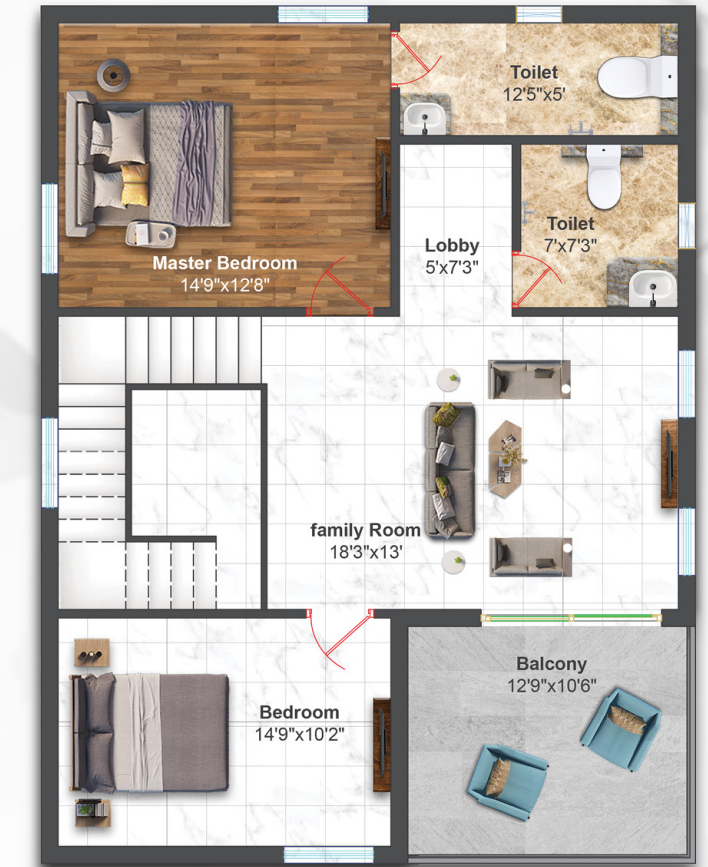 Toilet
12'5"x5'
Toilet
7'x7'3"
Lobby
5'x7'3"
Master Bedroom
14'9"x12'8"
family Room
18'3"x13'
Balcony
12'9"x10'6"
Bedroom
14'9"x10'2"